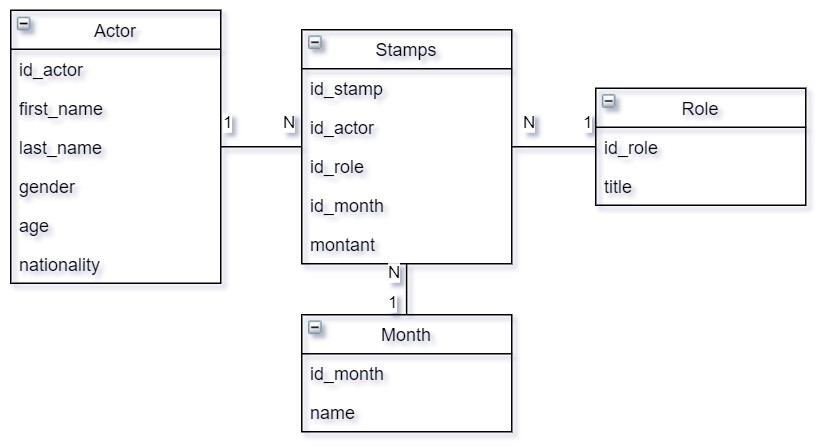 Actor
id_actor
first_name
last_name
gender
age
nationality
1
N
Stamps
id_stamp
id_actor
id_role
id_month
montant
N
1
Role
id_role
title
N
1
Month
id_month
name